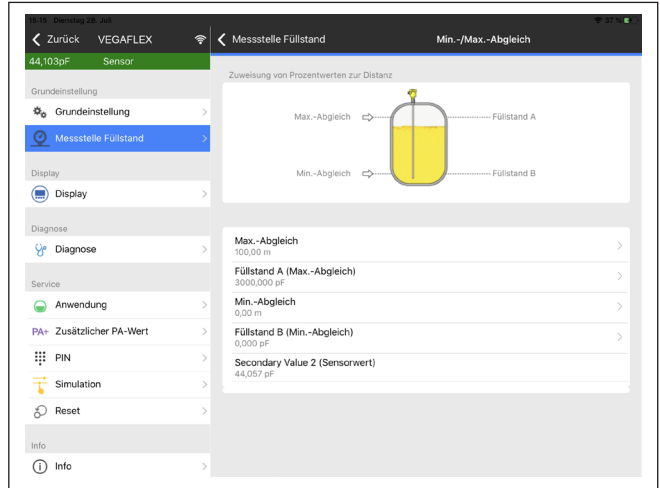 15:15 Dienstag 28. Juli
37 %
Zurück VEGAFLEX
44,103pF Sensor
Grundeinstellung
Grundeinstellung
Messstelle Füllstand
Display
Display
Diagnose
Diagnose
Service
Anwendung
PA+ Zusätzlicher PA-Wert
PIN
Simulation
Reset
Info
Info
Messstelle Füllstand Min.-/Max.-Abgleich
Zuweisung von Prozentwerten zur Distanz
Max.-Abgleich Füllstand A
Min.-Abgleich Füllstand B
Max.-Abgleich
100,00 m
Füllstand A (Max.-Abgleich)
3000,000 pF
Min.-Abgleich
0,00 m
Füllstand B (Min.-Abgleich)
0,000 pF
Secondary Value 2 (Sensorwert)
44,057 pF